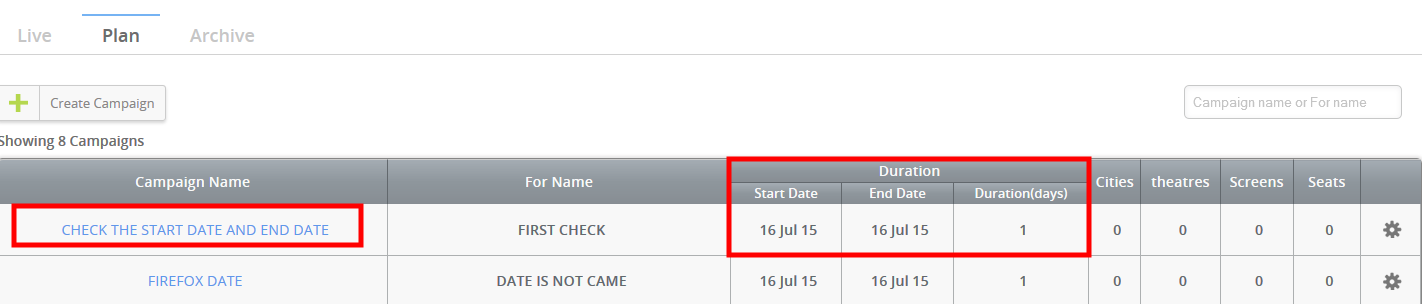 Live Plan Archive
Create Campaign
Campaign name or For name
Showing 8 Campaigns
Campaign Name For Name Duration Cities theatres Screens Seats
Start Date End Date Duration(days)
CHECK THE START DATE AND END DATE FIRST CHECK 16 Jul 15 16 Jul 15 1 0 0 0 0
FIREFOX DATE DATE IS NOT CAME 16 Jul 15 16 Jul 15 1 0 0 0 0